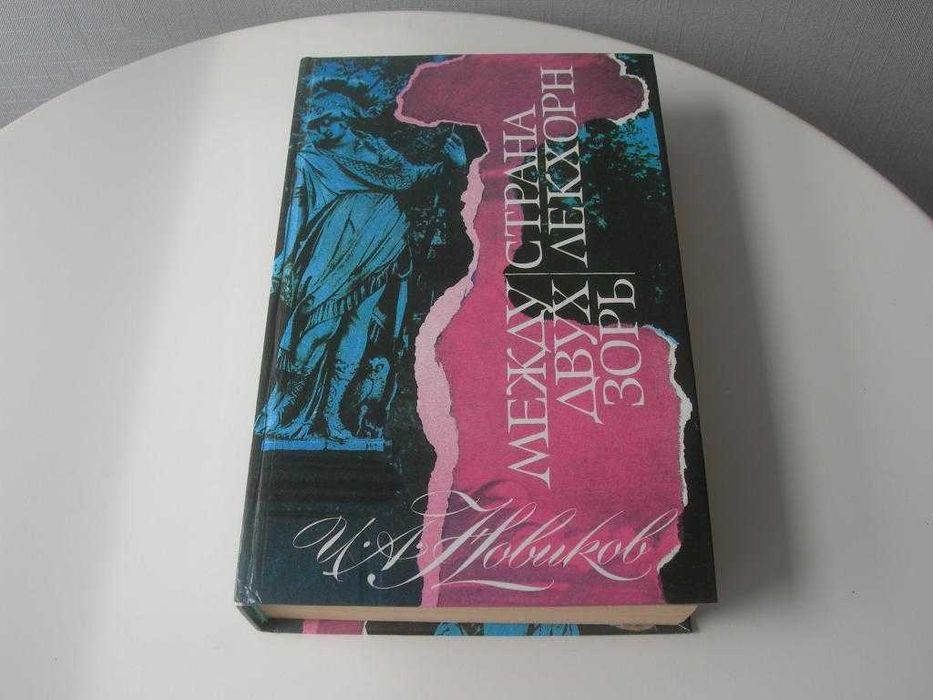 МЕЖДУ
ДВУХ
ЗОРЬ
СТРАНА
ЛЕКХОРН
И.А. Новиков